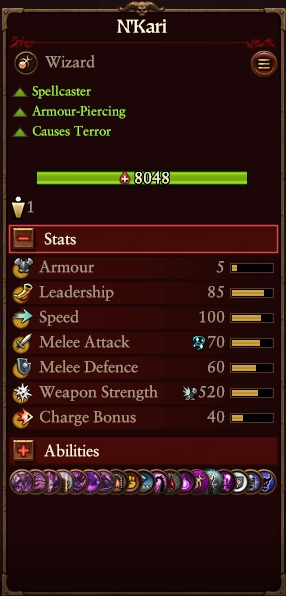 N'Kari
Wizard
Spellcaster
Armour-Piercing
Causes Terror
8048
1
Stats
Armour 5
Leadership 85
Speed 100
Melee Attack 70
Melee Defence 60
Weapon Strength 520
Charge Bonus 40
Abilities